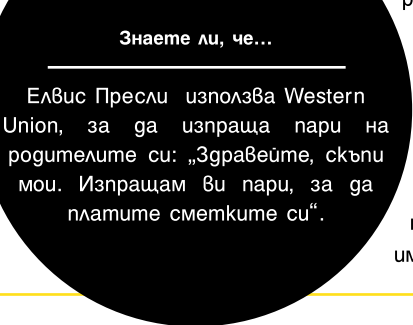 Знаете ли, че...
Елвис Пресли използва Western
Union, за да изпраща пари на
родителите си: „Здравейте, скъпи
мои. Изпращам ви пари, за да
платите сметките си“.